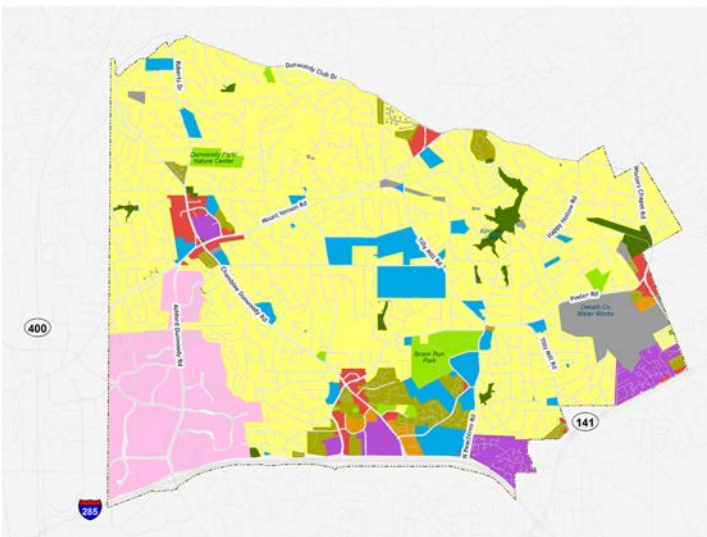 Roberts Dr
Dunwoody Club Dr
Dunwoody Park/
Nature Center
Winters Chapel Rd
Mount Vernon Rd
Happy Hollow Rd
Tilly Mill Rd
Chamblee Dunwoody Rd
Peeler Rd
Dekalb Co
Water Works
400
Ashford Dunwoody Rd
Brook Run
Park
Tilly Mill Rd
141
N Peachtree Rd
285